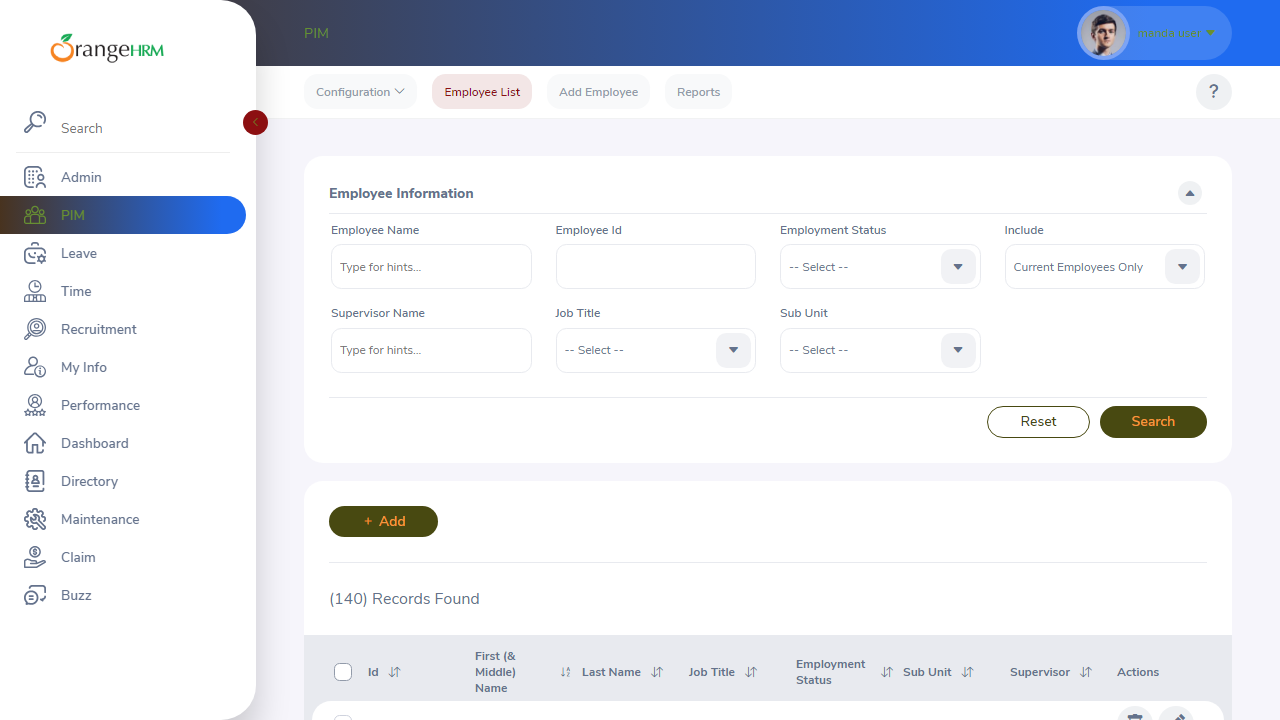 OrangeHRM
Search
Admin
PIM
Leave
Time
Recruitment
My Info
Performance
Dashboard
Directory
Maintenance
Claim
Buzz
PIM
Configuration
Employee List
Add Employee
Reports
?
Employee Information
Employee Name
Employee Id
Employment Status
Include
Type for hints...
-- Select --
Current Employees Only
Supervisor Name
Job Title
Sub Unit
Type for hints...
-- Select --
-- Select --
Reset
Search
+ Add
(140) Records Found
Id
First (& Middle) Name
Last Name
Job Title
Employment Status
Sub Unit
Supervisor
Actions